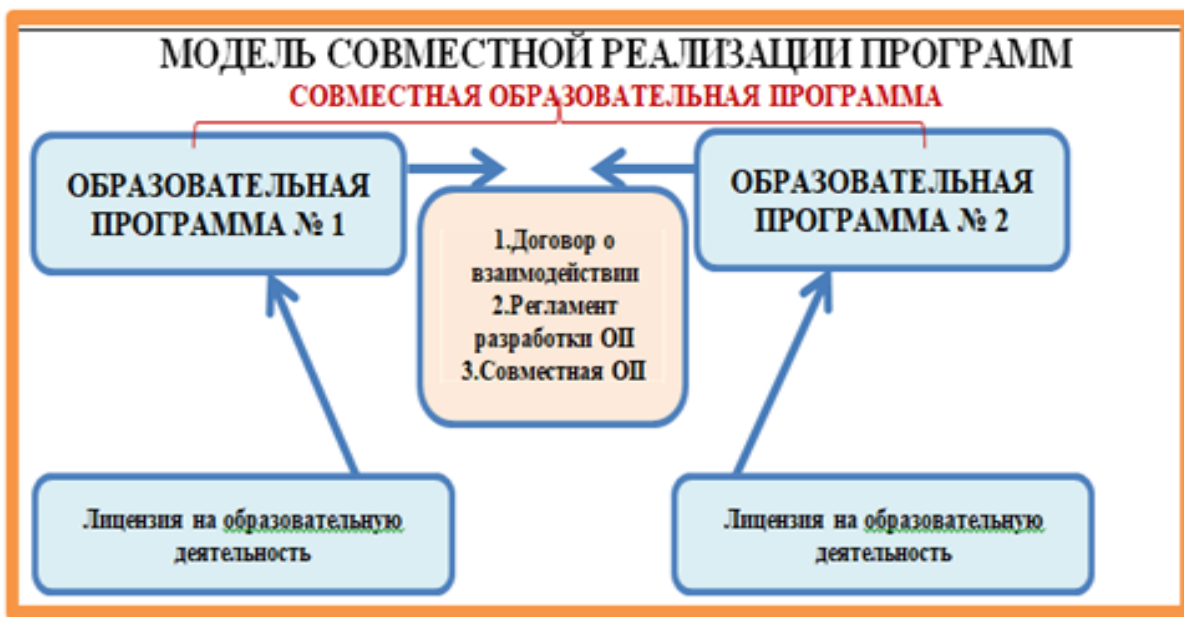 МОДЕЛЬ СОВМЕСТНОЙ РЕАЛИЗАЦИИ ПРОГРАММ
СОВМЕСТНАЯ ОБРАЗОВАТЕЛЬНАЯ ПРОГРАММА
ОБРАЗОВАТЕЛЬНАЯ
ПРОГРАММА № 1
ОБРАЗОВАТЕЛЬНАЯ
ПРОГРАММА № 2
1.Договор о
взаимодействии
2.Регламент
разработки ОП
3.Совместная ОП
Лицензия на образовательную
деятельность
Лицензия на образовательную
деятельность